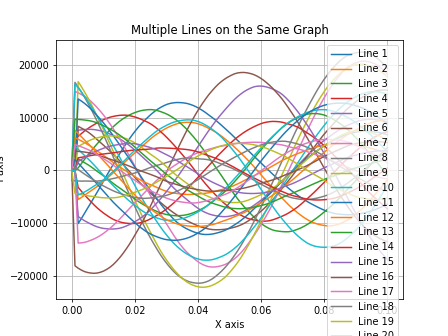 Multiple Lines on the Same Graph
20000
10000
0
−10000
−20000
0.00
0.02
0.04
0.06
X axis
Line 1
Line 2
Line 3
Line 4
Line 5
Line 6
Line 7
Line 8
Line 9
Line 10
Line 11
Line 12
Line 13
Line 14
Line 15
Line 16
Line 17
Line 18
Line 19
Line 20